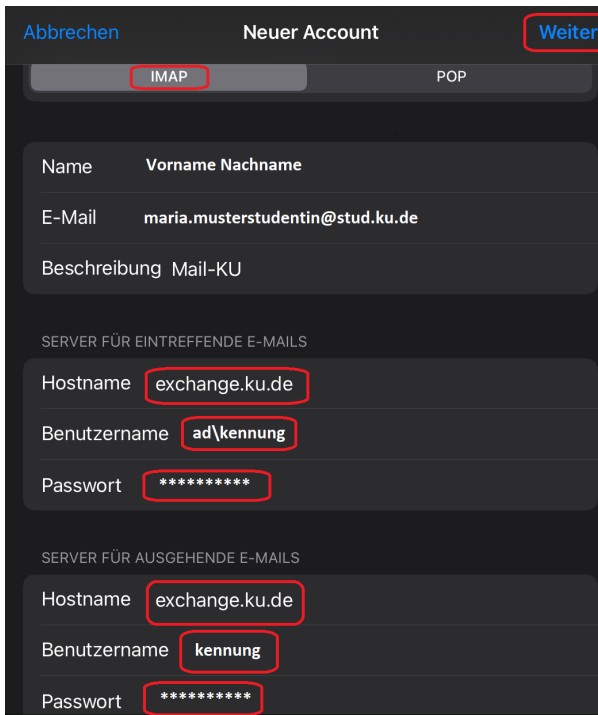 Abbrechen Neuer Account Weiter
IMAP POP
Name Vorname Nachname
E-Mail maria.musterstudentin@stud.ku.de
Beschreibung Mail-KU
SERVER FÜR EINTREFFENDE E-MAILS
Hostname exchange.ku.de
Benutzername ad\kennung
Passwort **********
SERVER FÜR AUSGEHENDE E-MAILS
Hostname exchange.ku.de
Benutzername kennung
Passwort **********